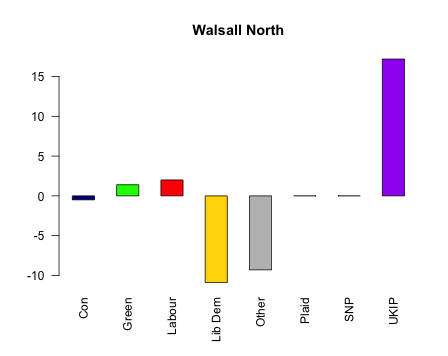 Walsall North
15
10
5
0
-5
-10
Con
Green
Labour
Lib Dem
Other
Plaid
SNP
UKIP